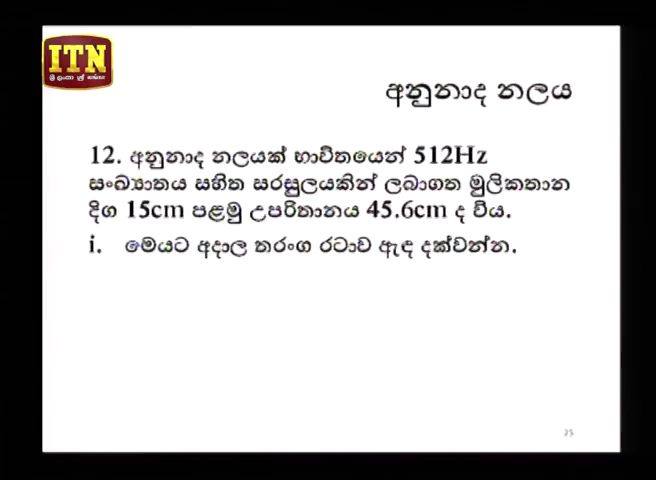 ITN
අනුනාද නලය
12. අනුනාද නලයක් භාවිතයෙන් 512Hz
සංඛ්‍යාතය සහිත සරසුලයකින් ලබාගත මූලිකතාන
දිග 15cm පළමු උපරිතානය 45.6cm ද විය.
i. මෙයට අදාල තරංග රටාව ඇඳ දක්වන්න.
25